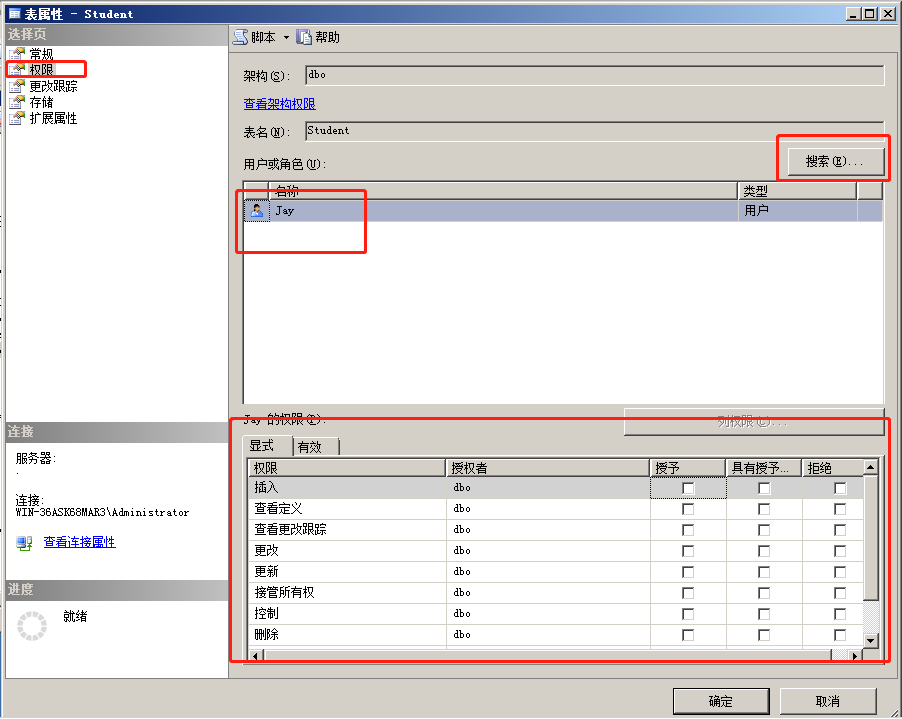 表属性 - Student
选择页
常规
权限
更改跟踪
存储
扩展属性
脚本
帮助
架构(S):
dbo
查看架构权限
表名(N):
Student
用户或角色(U):
搜索(E)...
名称 类型
Jay 用户
Jay 的权限(P):
列权限(C)...
显式 有效
权限 授权者 授予 具有授予... 拒绝
插入 dbo
查看定义 dbo
查看更改跟踪 dbo
更改 dbo
更新 dbo
接管所有权 dbo
控制 dbo
删除 dbo
连接
服务器:
.
连接:
WIN-36ASK68MAR3\Administrator
查看连接属性
进度
就绪
确定 取消